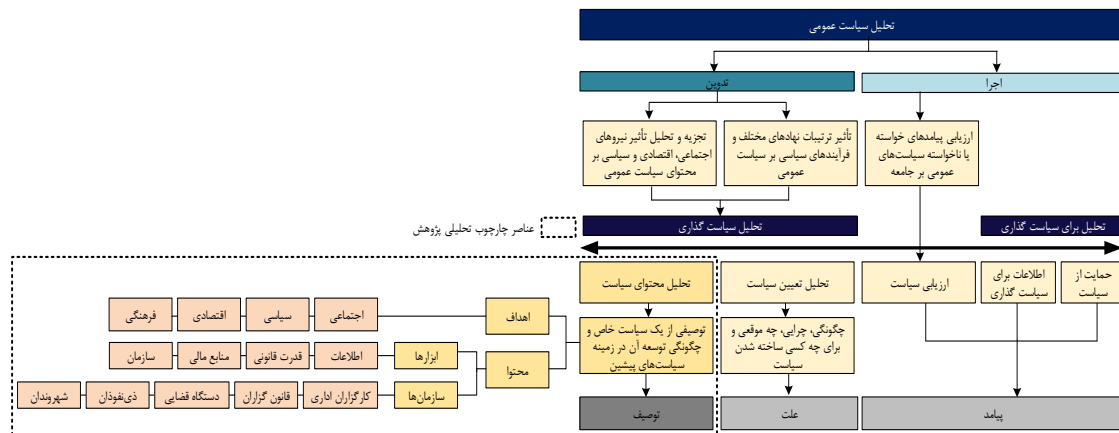 تحلیل سیاست عمومی
اجرا
تدوین
ارزیابی پیامدهای خواسته
یا ناخواسته سیاست‌های
عمومی بر جامعه
تأثیر ترتیبات نهادهای مختلف و
فرآیندهای سیاسی بر سیاست
عمومی
تجزیه و تحلیل تأثیر نیروهای
اجتماعی، اقتصادی و سیاسی بر
محتوای سیاست عمومی
تحلیل برای سیاست گذاری
تحلیل سیاست گذاری
عناصر چارچوب تحلیلی پژوهش
حمایت از
سیاست
اطلاعات برای
سیاست گذاری
ارزیابی سیاست
تحلیل تعیین سیاست
تحلیل محتوای سیاست
چگونگی، چرایی، چه موقعی و
برای چه کسی ساخته شدن
سیاست
توصیفی از یک سیاست خاص و
چگونگی توسعه آن در زمینه
سیاست‌های پیشین
پیامد
علت
توصیف
اهداف
اجتماعی
سیاسی
اقتصادی
فرهنگی
محتوا
ابزارها
اطلاعات
قدرت قانونی
منابع مالی
سازمان
سازمان‌ها
کارگزاران اداری
قانون گزاران
دستگاه قضایی
ذی‌نفوذان
شهروندان